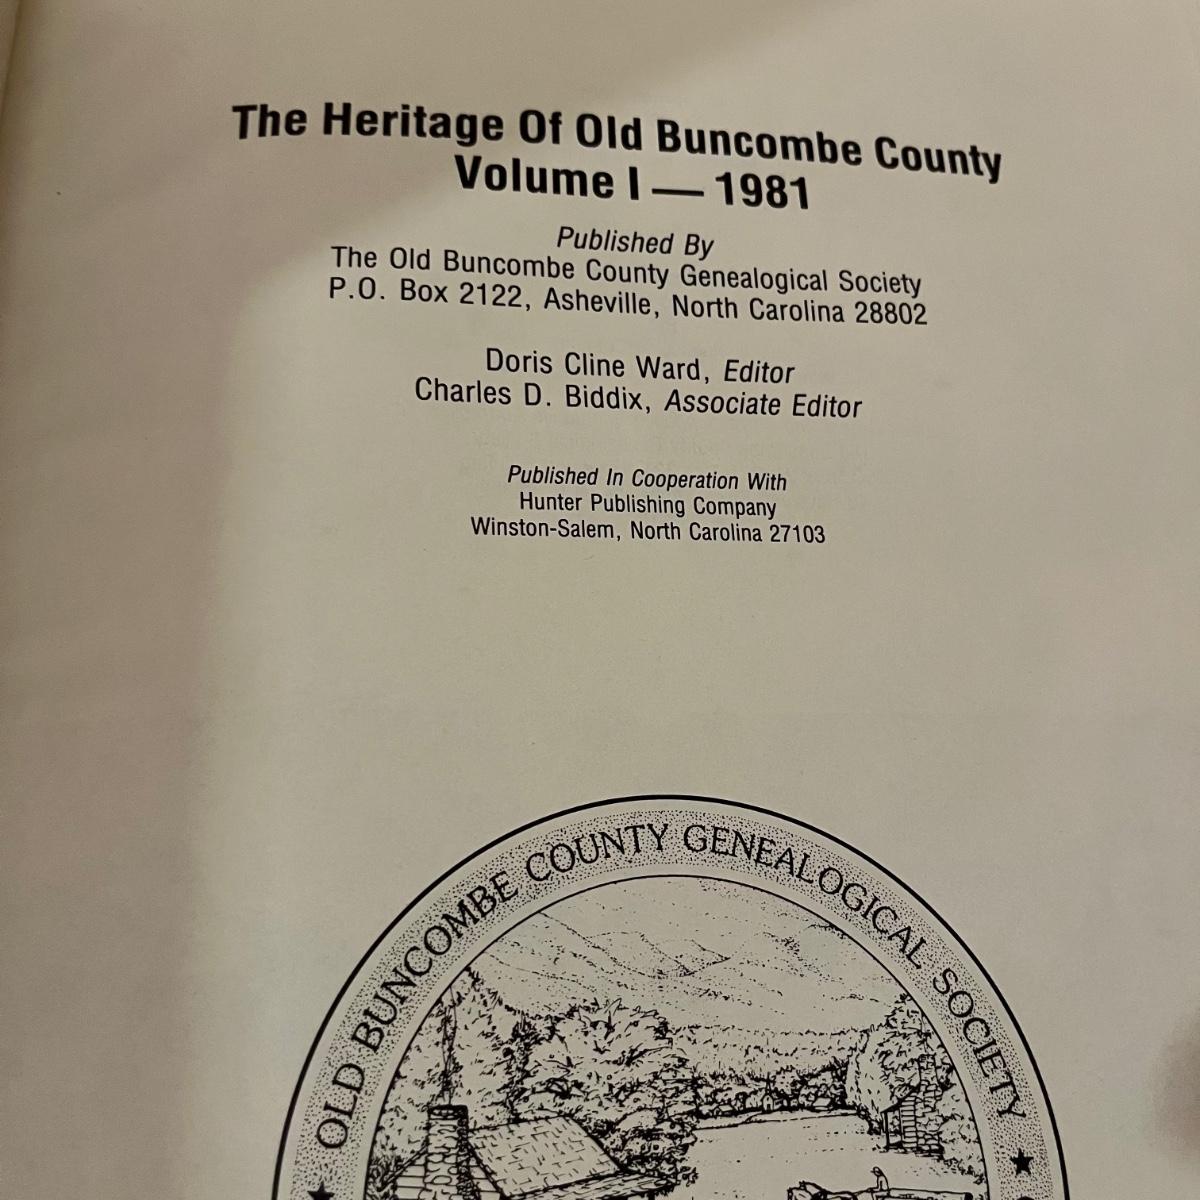 The Heritage Of Old Buncombe County
Volume I — 1981
Published By
The Old Buncombe County Genealogical Society
P.O. Box 2122, Asheville, North Carolina 28802
Doris Cline Ward, Editor
Charles D. Biddix, Associate Editor
Published In Cooperation With
Hunter Publishing Company
Winston-Salem, North Carolina 27103
OLD BUNCOMBE COUNTY GENEALOGICAL SOCIETY